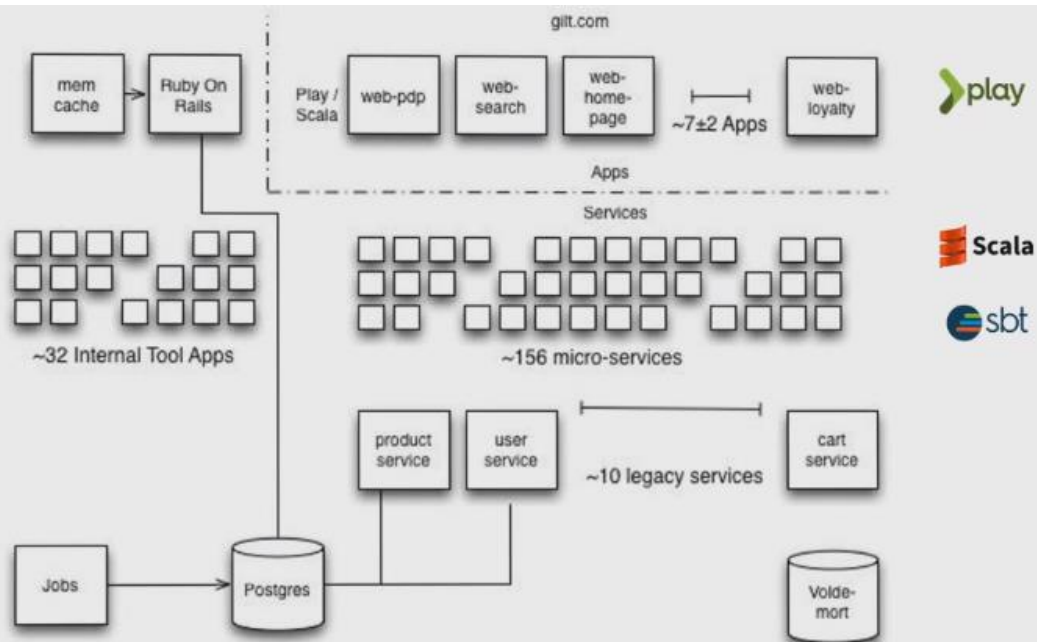 gilt.com
mem
cache
Ruby On
Rails
Play /
Scala
web-pdp
web-
search
web-
home-
page
~7±2 Apps
web-
loyalty
play
Apps
Services
Scala
sbt
~32 Internal Tool Apps
~156 micro-services
product
service
user
service
~10 legacy services
cart
service
Jobs
Postgres
Volde-
mort